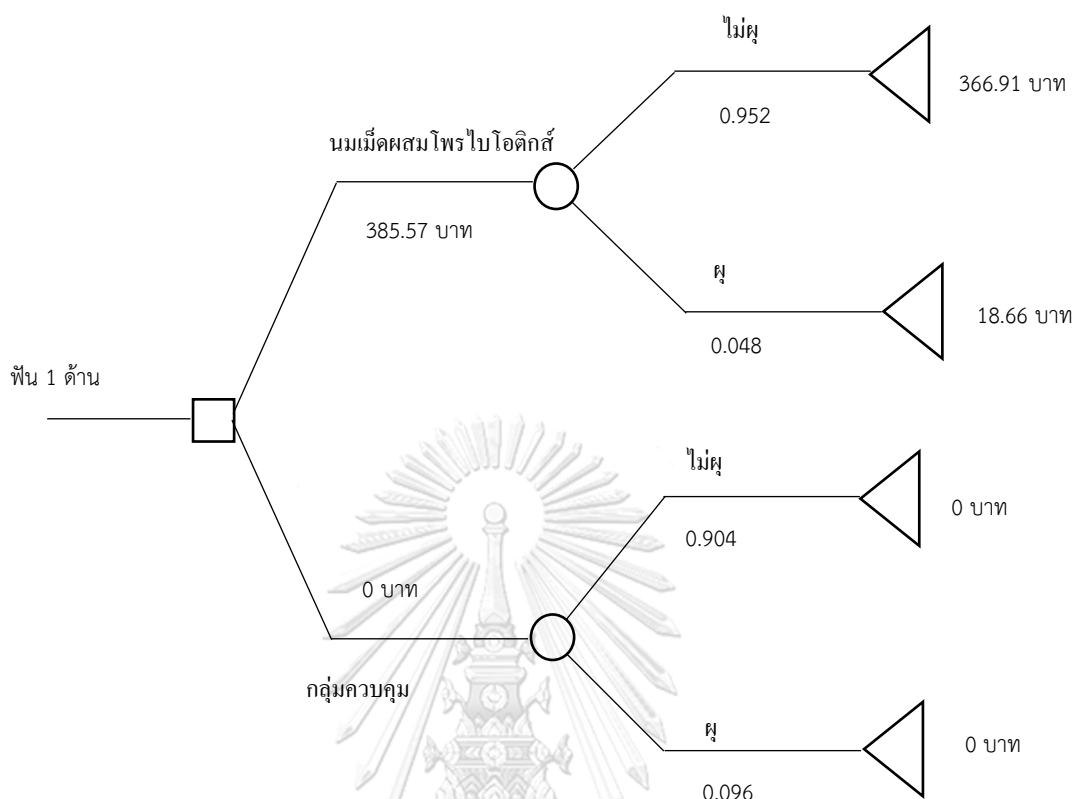 ไม่ผุ
366.91 บาท
0.952
นมเม็ดผสมโพรไบโอติกส์
385.57 บาท
ผุ
18.66 บาท
0.048
ฟัน 1 ด้าน
ไม่ผุ
0 บาท
0.904
0 บาท
กลุ่มควบคุม
ผุ
0 บาท
0.096